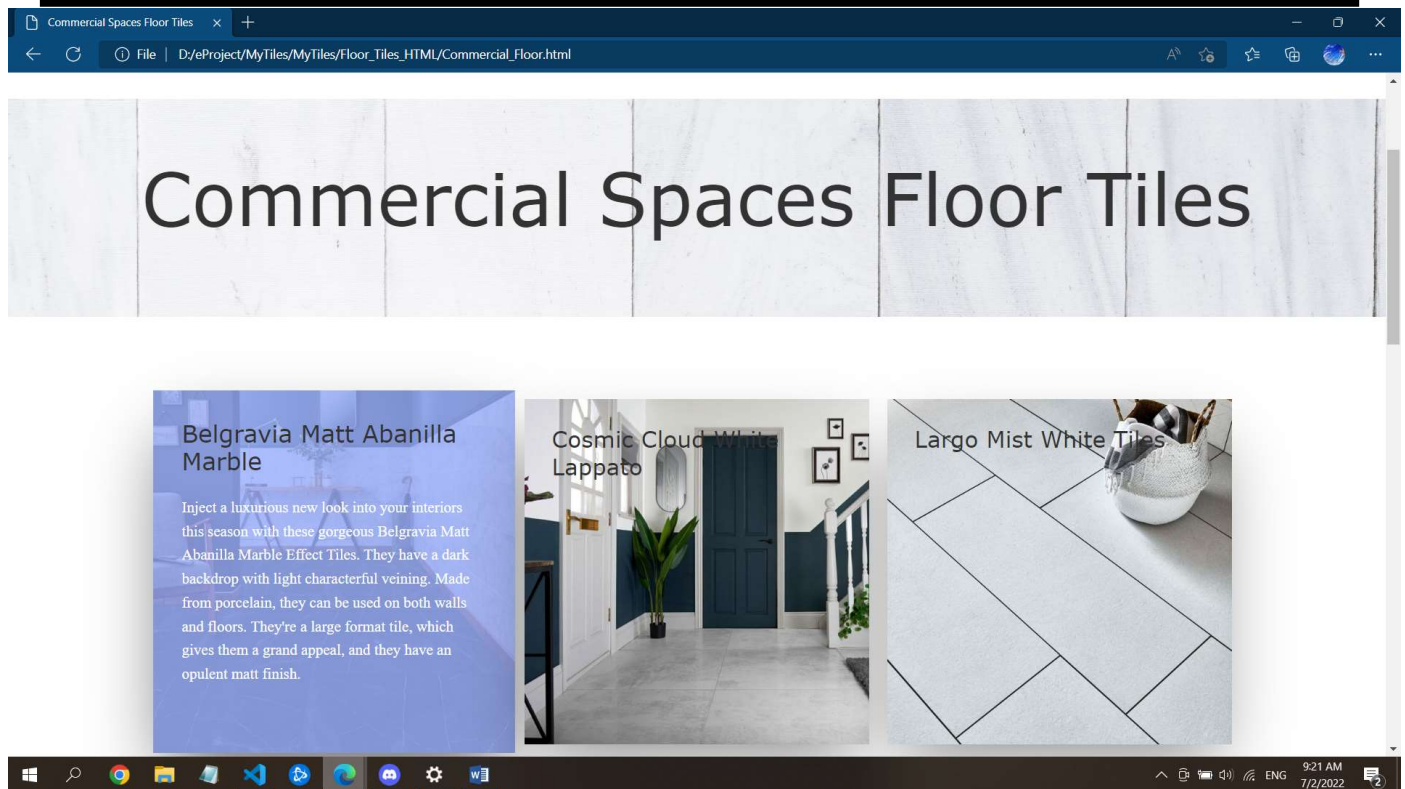 Commercial Spaces Floor Tiles
File | D:/eProject/MyTiles/MyTiles/Floor_Tiles_HTML/Commercial_Floor.html
Commercial Spaces Floor Tiles
Belgravia Matt Abanilla
Marble
Inject a luxurious new look into your interiors
this season with these gorgeous Belgravia Matt
Abanilla Marble Effect Tiles. They have a dark
backdrop with light characterful veining. Made
from porcelain, they can be used on both walls
and floors. They're a large format tile, which
gives them a grand appeal, and they have an
opulent matt finish.
Cosmic Cloud White
Lappato
Largo Mist White Tiles
ENG
9:21 AM
7/2/2022
2